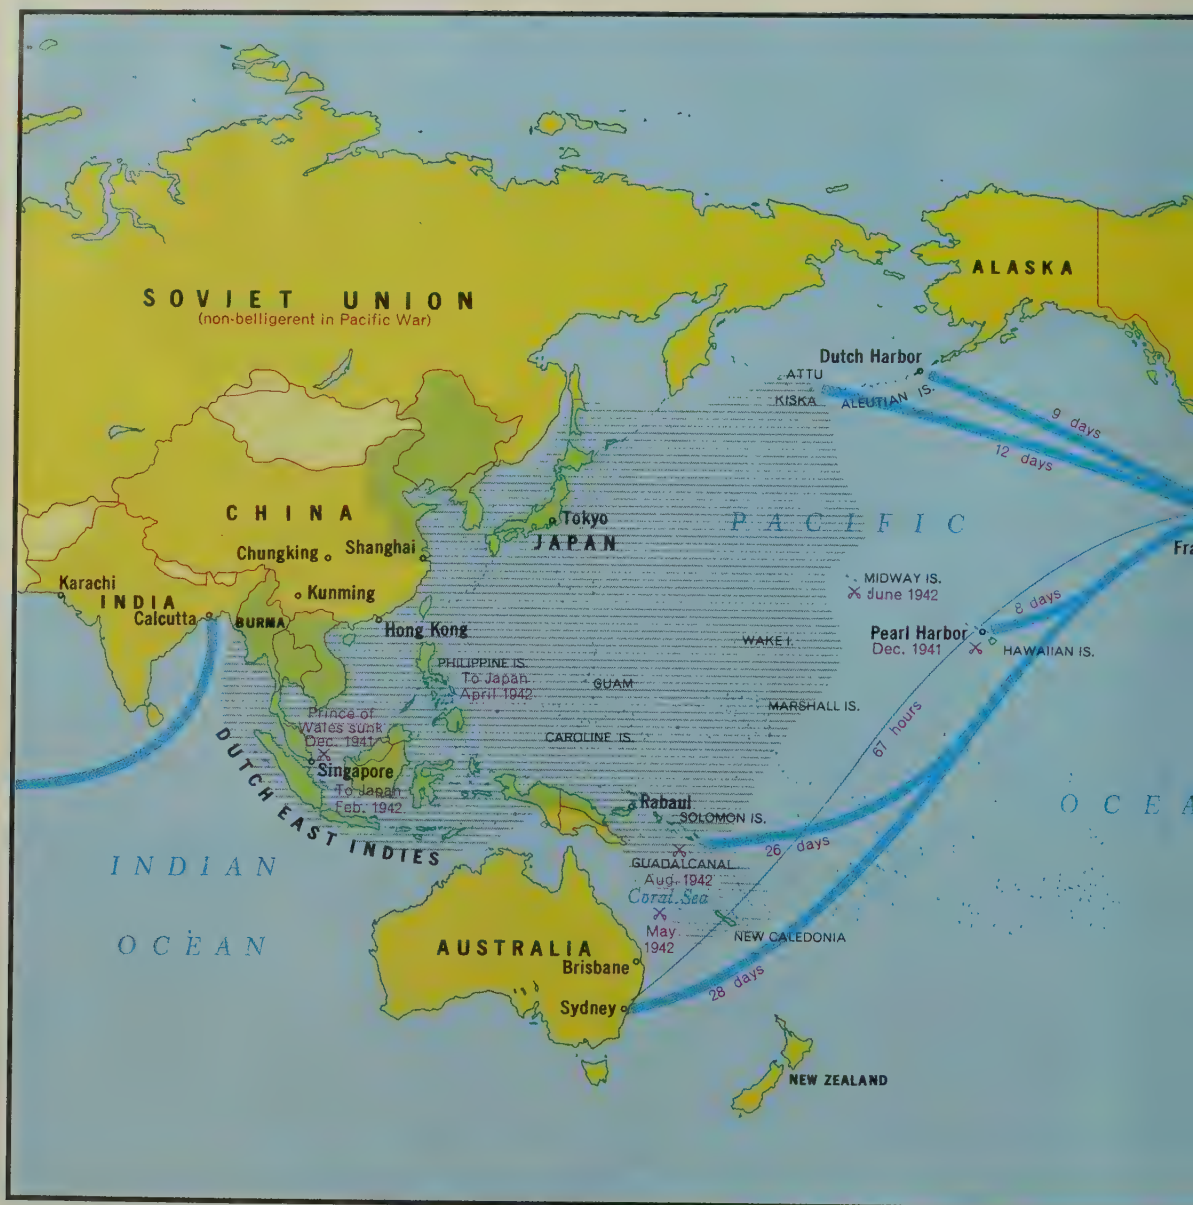 ALASKA
SOVIET UNION
(non-belligerent in Pacific War)
Dutch Harbor
ATTU
KISKA
ALEUTIAN IS.
9 days
12 days
CHINA
Tokyo
JAPAN
PACIFIC
Chungking
Shanghai
Fra
Karachi
INDIA
Calcutta
Kunming
BURMA
Hong Kong
MIDWAY IS.
June 1942
8 days
Pearl Harbor
Dec. 1941
HAWAIIAN IS.
WAKE I.
PHILIPPINE IS.
To Japan
April 1942
GUAM
MARSHALL IS.
Prince of
Wales sunk
Dec. 1941
CAROLINE IS.
67 hours
Singapore
To Japan
Feb. 1942
DUTCH EAST INDIES
Rabaul
SOLOMON IS.
OCEA
26 days
GUADALCANAL
Aug. 1942
Coral Sea
May
1942
INDIAN
OCEAN
NEW CALEDONIA
AUSTRALIA
Brisbane
Sydney
28 days
NEW ZEALAND